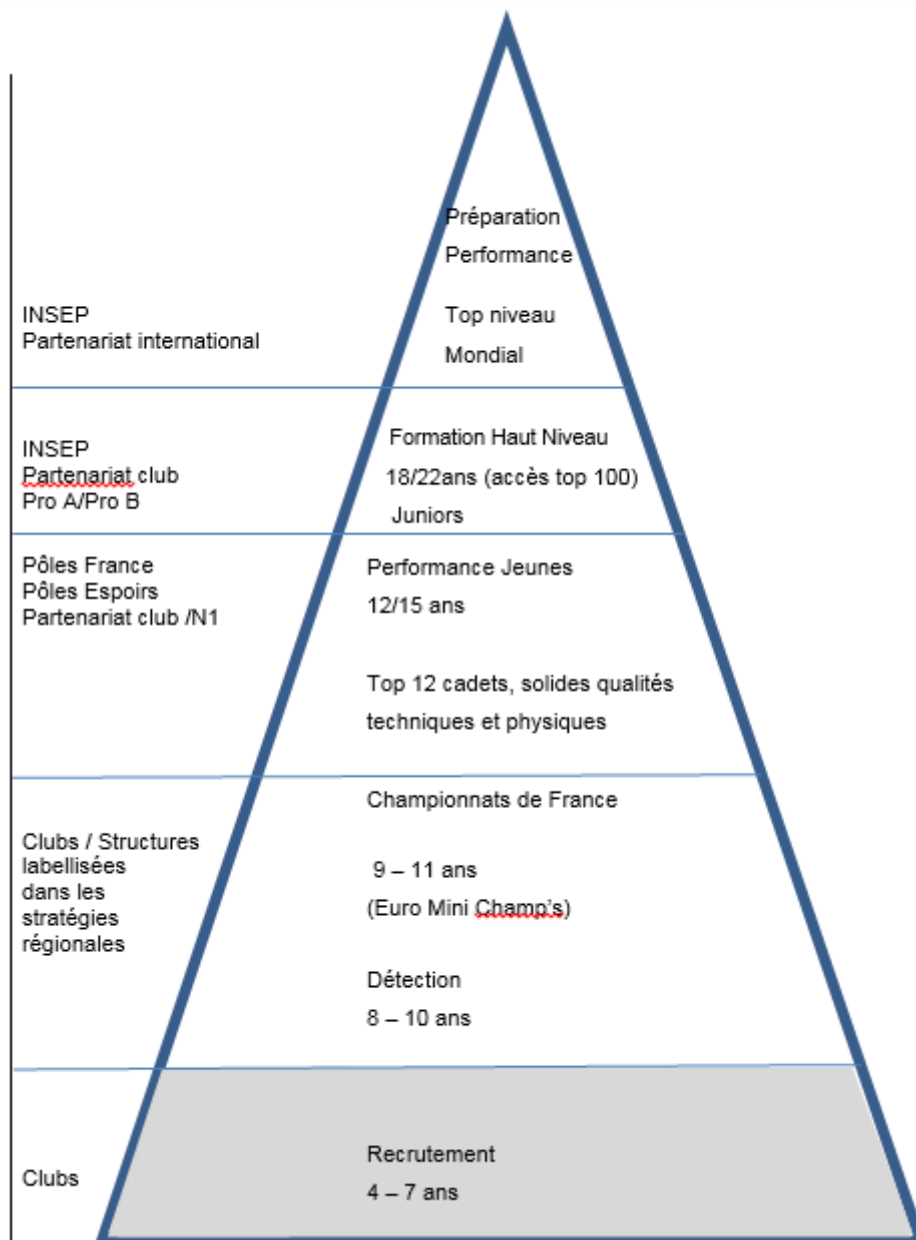 Préparation
Performance
INSEP
Partenariat international
Top niveau
Mondial
INSEP
Partenariat club
Pro A/Pro B
Formation Haut Niveau
18/22ans (accès top 100)
Juniors
Pôles France
Pôles Espoirs
Partenariat club /N1
Performance Jeunes
12/15 ans
Top 12 cadets, solides qualités
techniques et physiques
Clubs / Structures
labellisées
dans les
stratégies
régionales
Championnats de France
9 – 11 ans
(Euro Mini Champ's)
Détection
8 – 10 ans
Clubs
Recrutement
4 – 7 ans